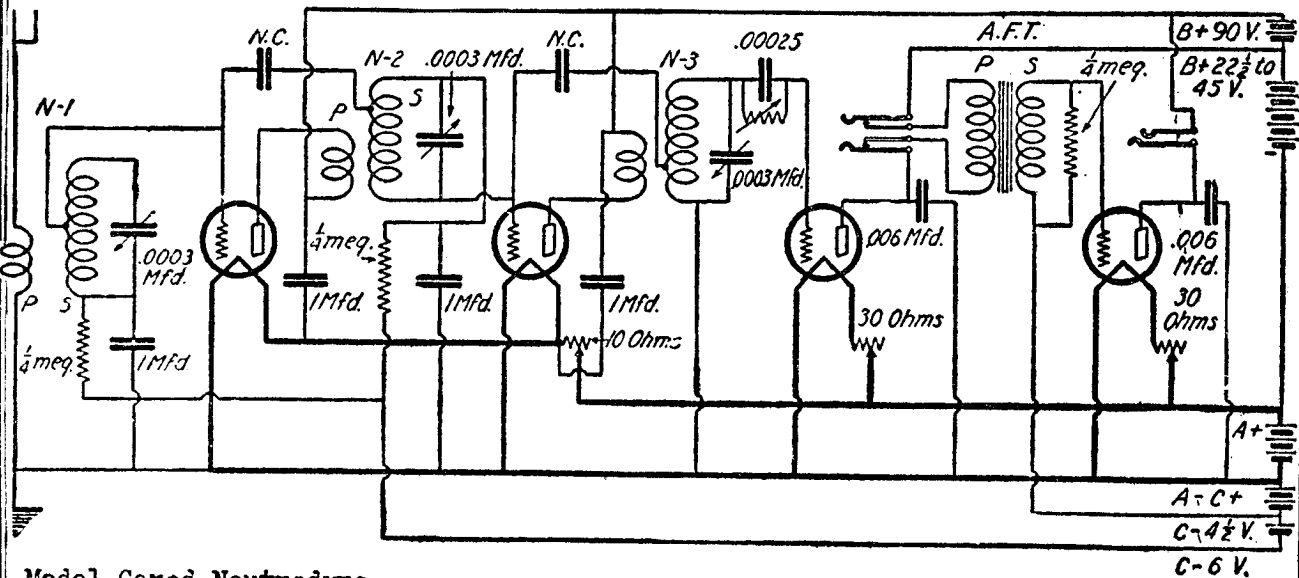 N-1
N.C.
N-2
.0003 Mfd.
N.C.
N-3
.00025
A.F.T.
B+90 V.
B+22½ to
45 V.
P
S
P
S
¼ meg.
P
S
.0003
Mfd.
¼ meg.
1 Mfd
1 Mfd.
¼ meg.
1 Mfd.
1 Mfd.
10 Ohms
.0003 Mfd.
.006 Mfd.
30 Ohms
.006
Mfd.
30
Ohms
A+
A- C+
C-4½ V.
C-6 V.